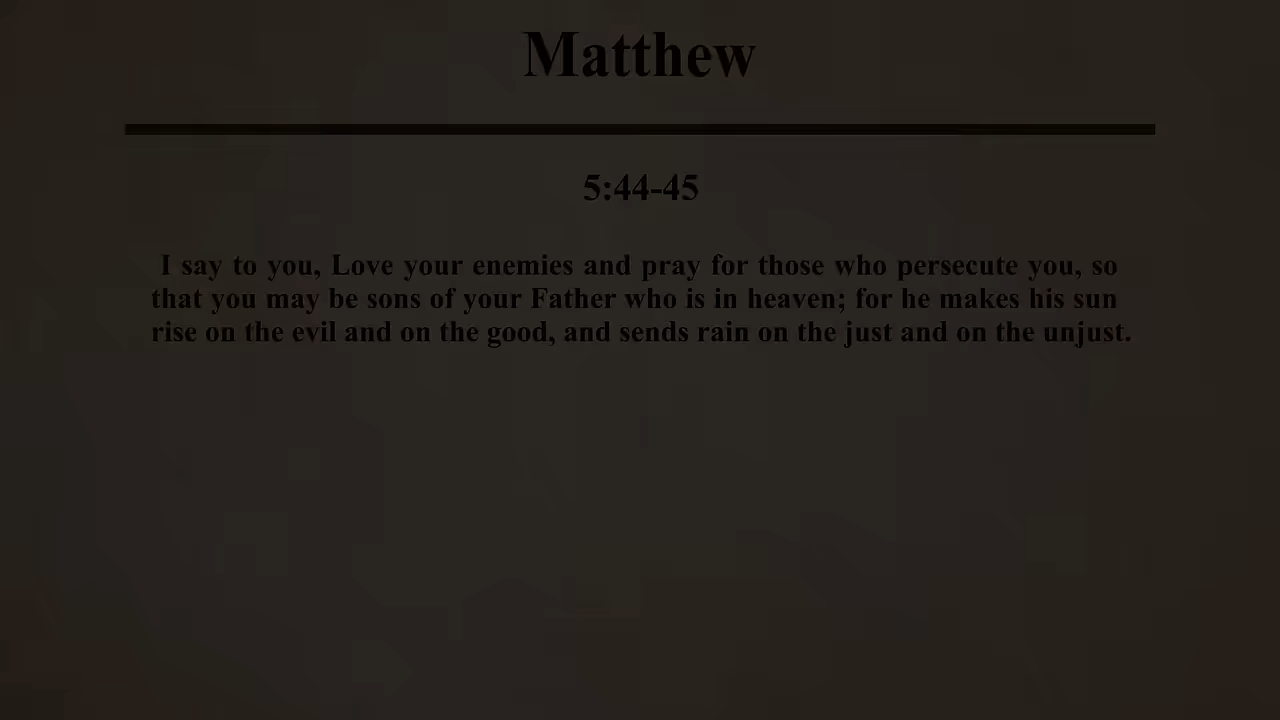 Matthew
5:44-45
I say to you, Love your enemies and pray for those who persecute you, so
that you may be sons of your Father who is in heaven; for he makes his sun
rise on the evil and on the good, and sends rain on the just and on the unjust.